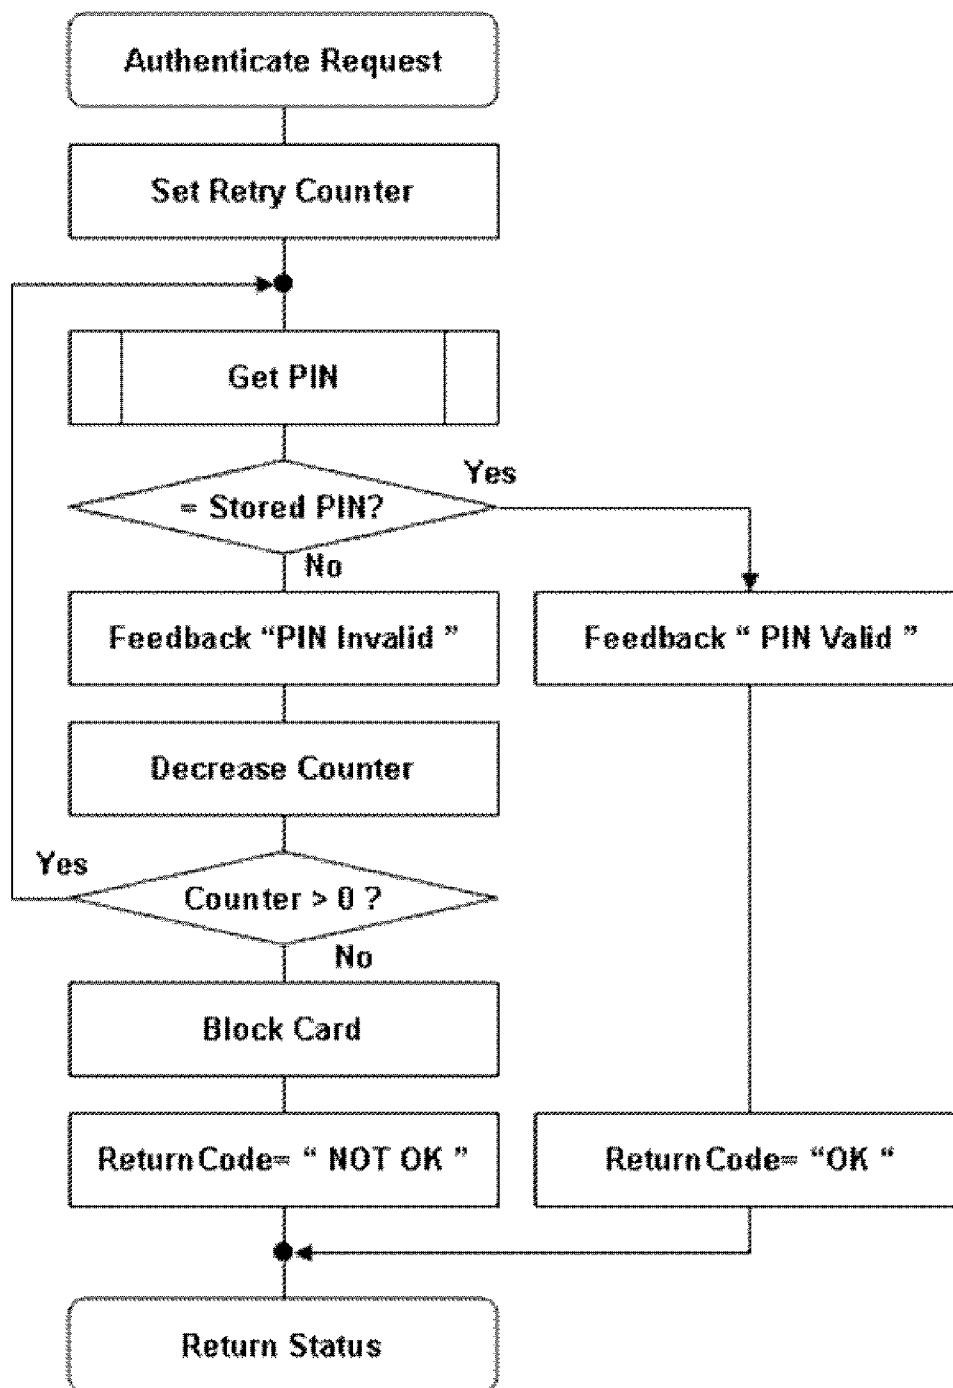 Authenticate Request
Set Retry Counter
Get PIN
Yes
= Stored PIN?
No
Feedback “PIN Invalid ”
Feedback “ PIN Valid ”
Decrease Counter
Yes
Counter > 0 ?
No
Block Card
Return Code= “ NOT OK ”
Return Code= “OK “
Return Status